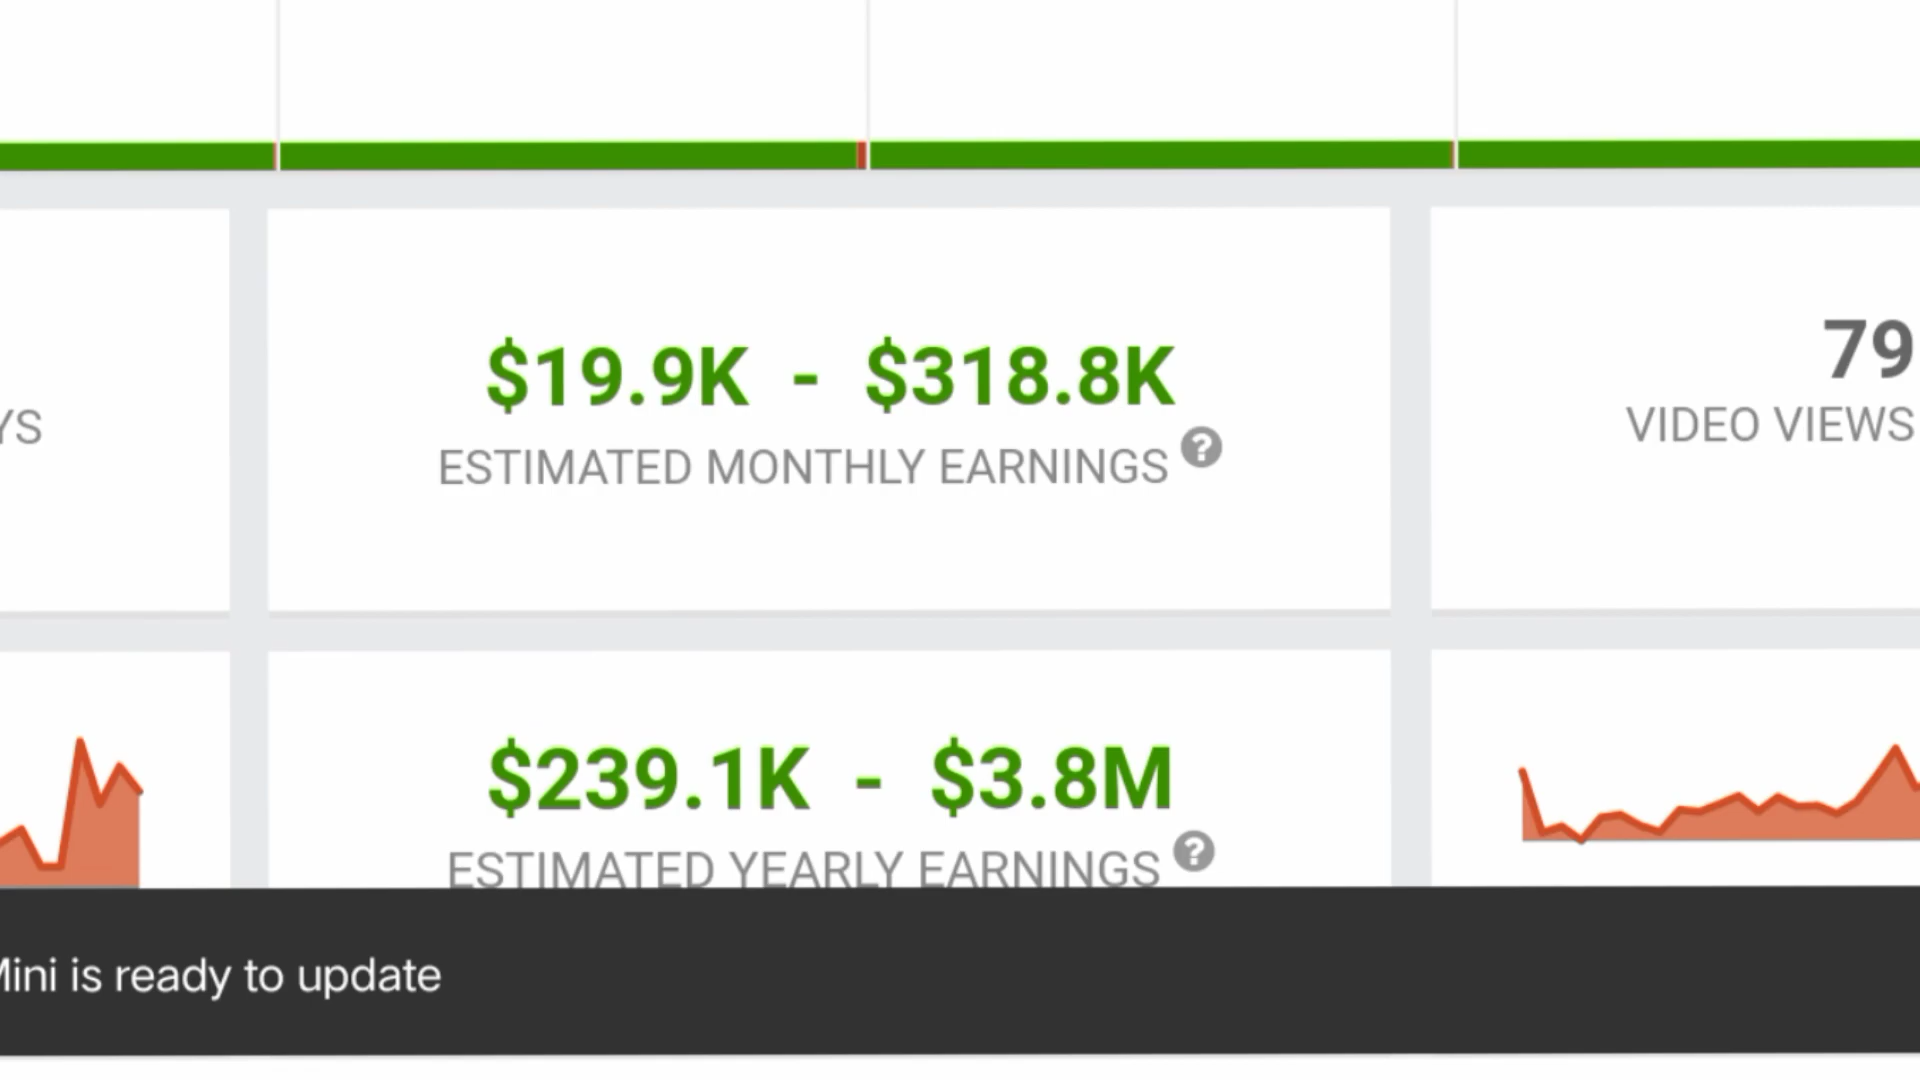 $19.9K - $318.8K
ESTIMATED MONTHLY EARNINGS ?
79
VIDEO VIEWS
YS
$239.1K - $3.8M
ESTIMATED YEARLY EARNINGS ?
Mini is ready to update